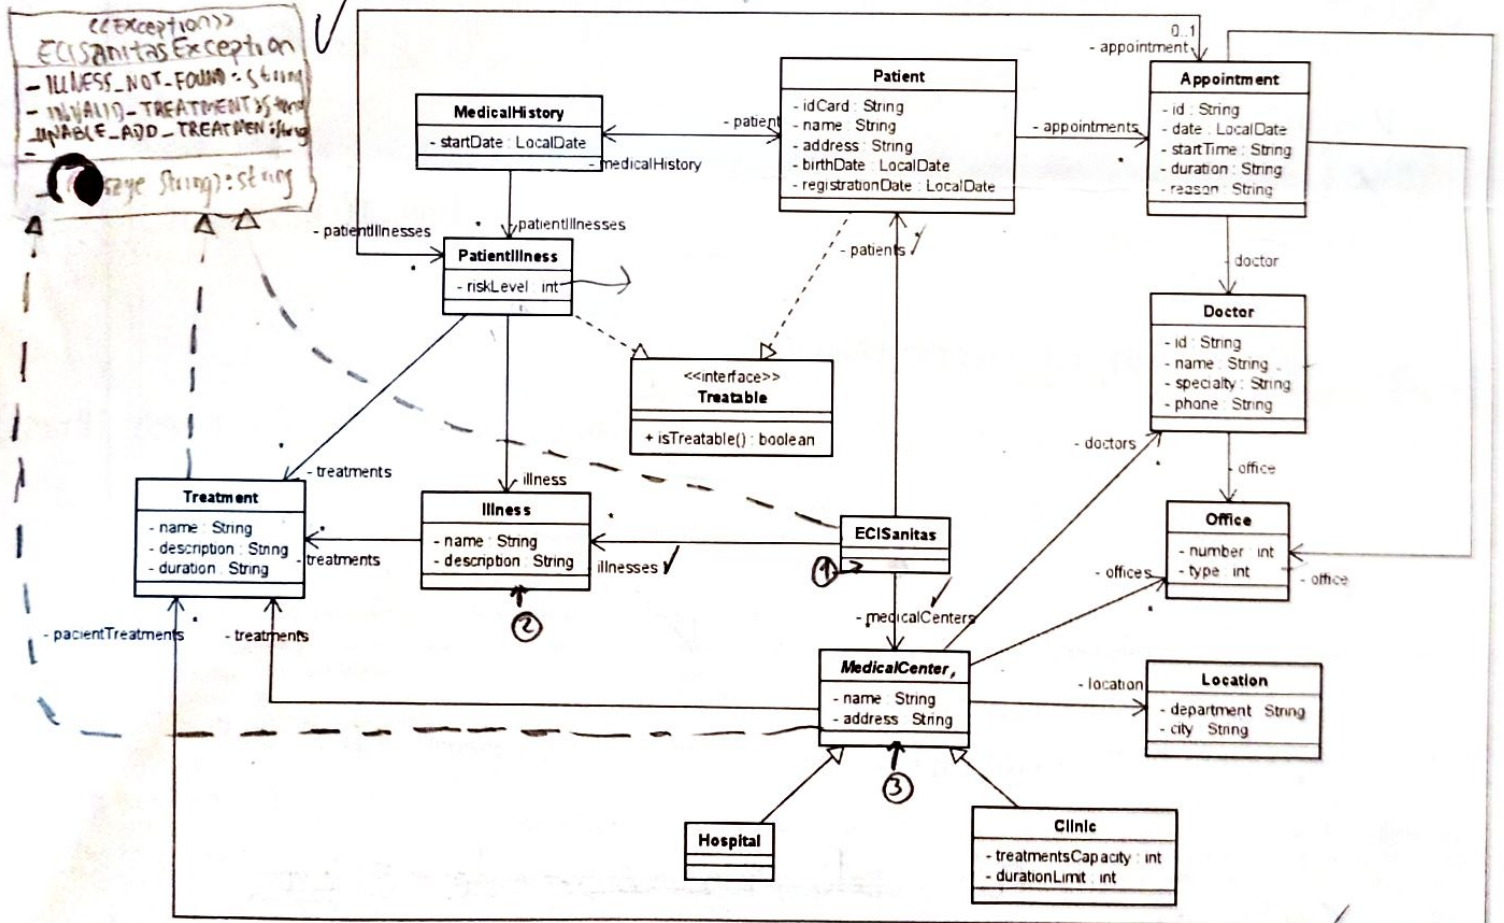 <<Exception>>
ECISanitasException
- ILLNESS_NOT_FOUND : String
- INVALID_TREATMENT : String
- UNABLE_ADD_TREATMEN : String
String) : string
MedicalHistory
- startDate : LocalDate
- patient
- medicalHistory
Patient
- idCard : String
- name : String
- address : String
- birthDate : LocalDate
- registrationDate : LocalDate
0..1
- appointment
- appointments
*
Appointment
- id : String
- date : LocalDate
- startTime : String
- duration : String
- reason : String
- patientIllnesses
*
* patientIllnesses
PatientIllness
- riskLevel : int
- patients
*
- doctor
Doctor
- id : String
- name : String
- specialty : String
- phone : String
<<interface>>
Treatable
+ isTreatable() : boolean
- doctors
*
- office
* - treatments
- illness
Treatment
- name : String
- description : String
- duration : String
* - treatments
Illness
- name : String
- description : String
* illnesses
ECISanitas
1
2
Office
- number : int
- type : int
- offices
*
- office
- pacientTreatments
*
- treatments
- medicalCenters
*
MedicalCenter
- name : String
- address : String
3
- location
Location
- department : String
- city : String
Hospital
Clinic
- treatmentsCapacity : int
- durationLimit : int